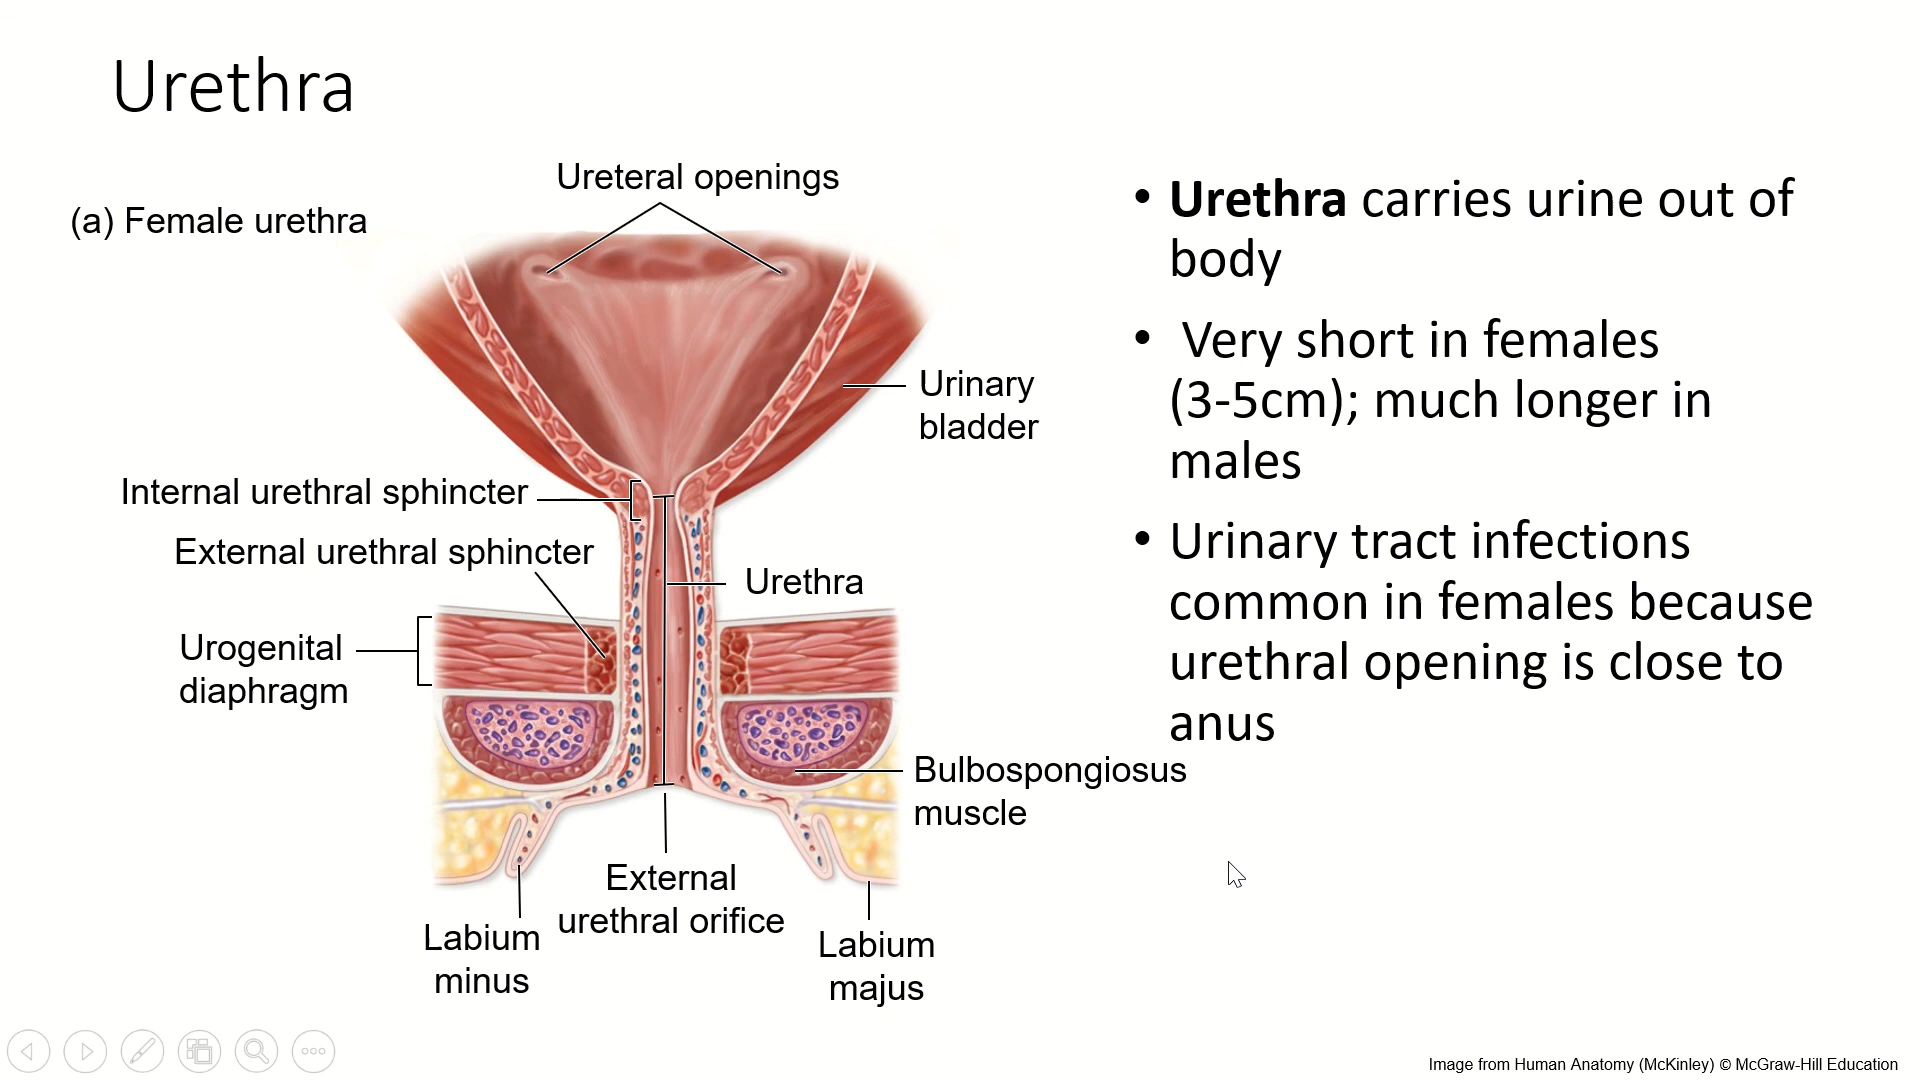 Urethra
(a) Female urethra
Ureteral openings
Urinary
bladder
Internal urethral sphincter
External urethral sphincter
Urethra
Urogenital
diaphragm
Bulbospongiosus
muscle
External
urethral orifice
Labium
minus
Labium
majus
• Urethra carries urine out of
body
• Very short in females
(3-5cm); much longer in
males
• Urinary tract infections
common in females because
urethral opening is close to
anus
Image from Human Anatomy (McKinley) © McGraw-Hill Education